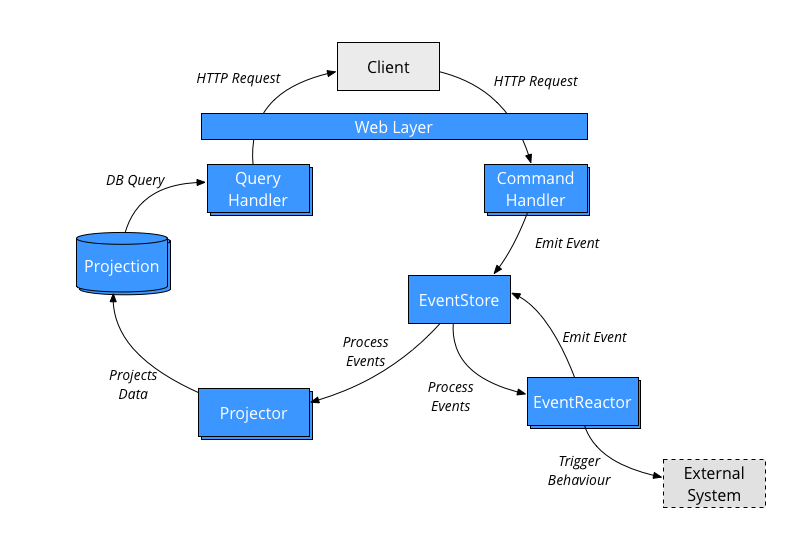 Client
HTTP Request
HTTP Request
Web Layer
Query
Handler
Command
Handler
DB Query
Emit Event
Projection
EventStore
Process
Events
Emit Event
Projects
Data
Process
Events
Projector
EventReactor
Trigger
Behaviour
External
System